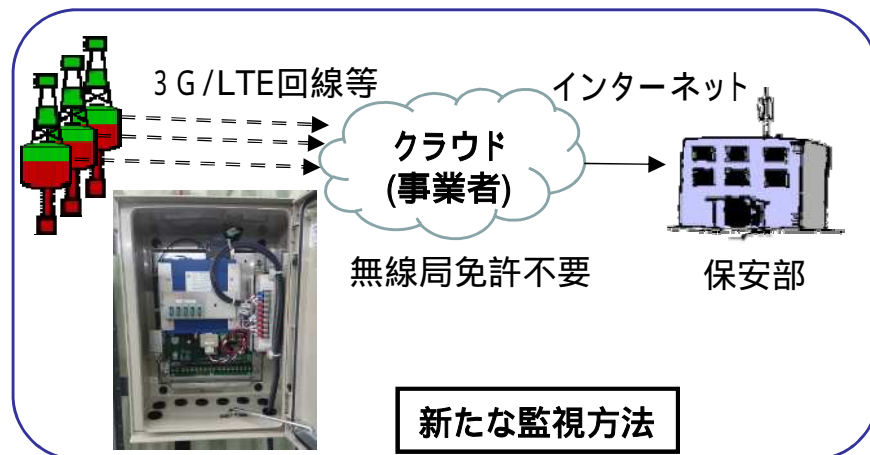 3G/LTE回線等
インターネット
クラウド
(事業者)
無線局免許不要
保安部
新たな監視方法